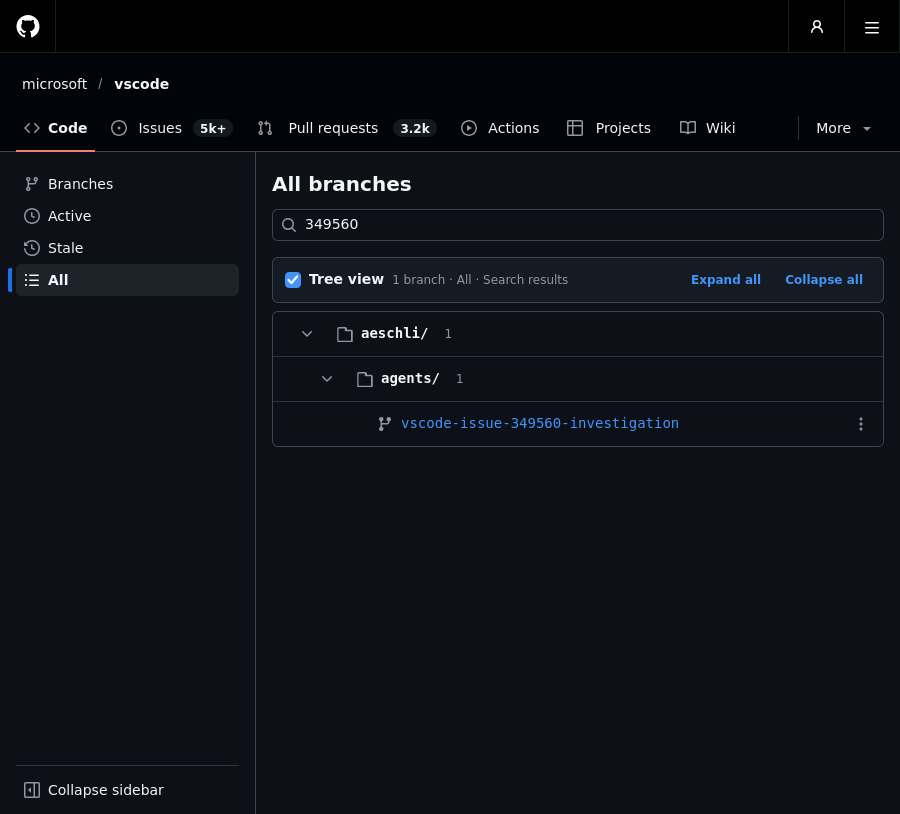 microsoft / vscode
Code Issues 5k+ Pull requests 3.2k Actions Projects Wiki More
Branches
Active
Stale
All
All branches
349560
Tree view 1 branch · All · Search results Expand all Collapse all
aeschli/ 1
agents/ 1
vscode-issue-349560-investigation
Collapse sidebar